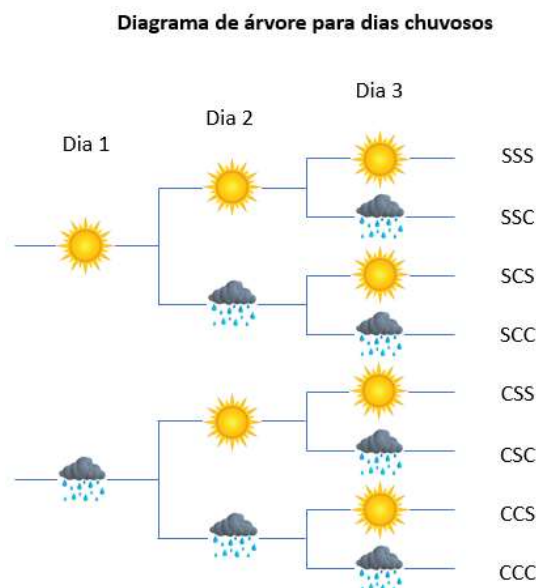 Diagrama de árvore para dias chuvosos
Dia 1
Dia 2
Dia 3
SSS
SSC
SCS
SCC
CSS
CSC
CCS
CCC